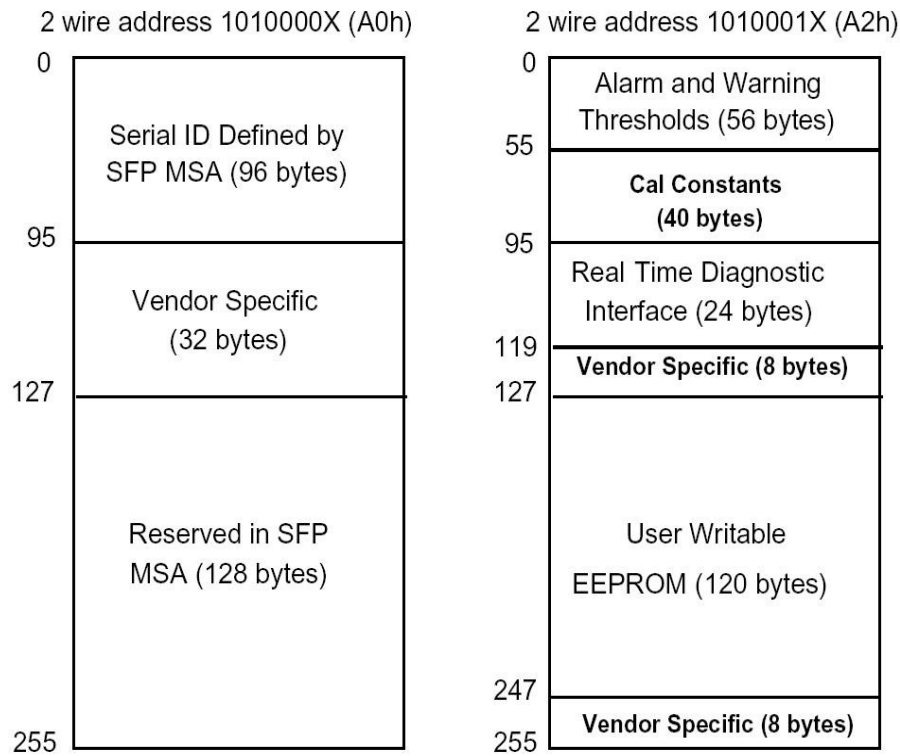 2 wire address 1010000X (A0h)
0
Serial ID Defined by
SFP MSA (96 bytes)
95
Vendor Specific
(32 bytes)
127
Reserved in SFP
MSA (128 bytes)
255
2 wire address 1010001X (A2h)
0
Alarm and Warning
Thresholds (56 bytes)
55
Cal Constants
(40 bytes)
95
Real Time Diagnostic
Interface (24 bytes)
119
Vendor Specific (8 bytes)
127
User Writable
EEPROM (120 bytes)
247
Vendor Specific (8 bytes)
255